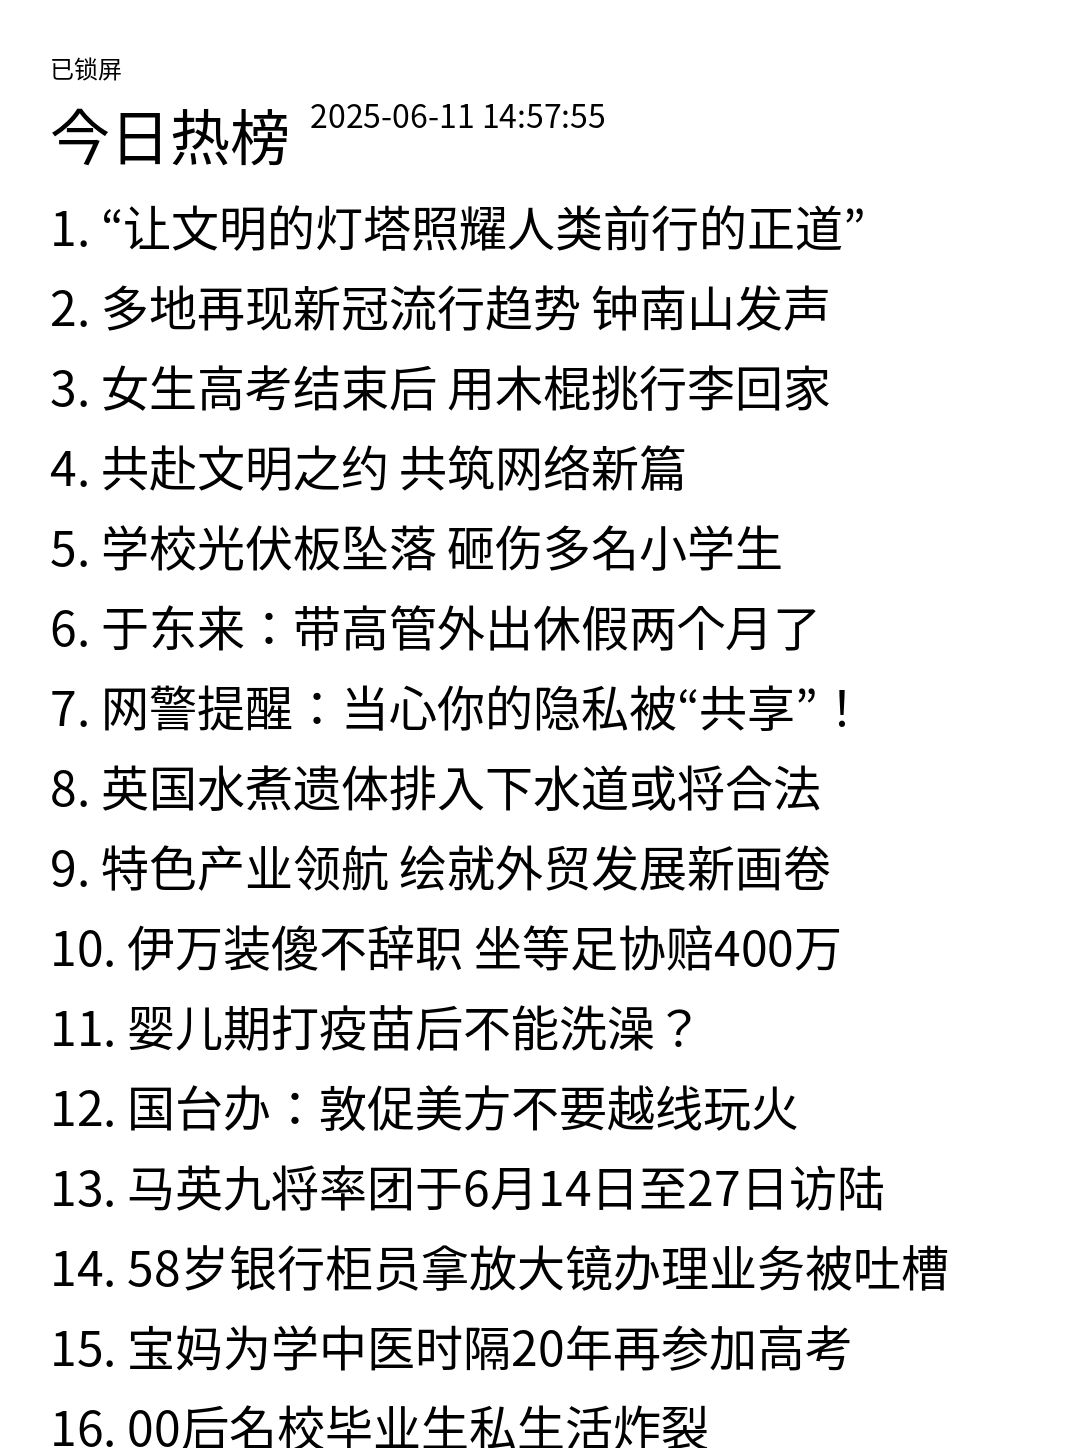 已锁屏
今日热榜 2025-06-11 14:57:55
1. “让文明的灯塔照耀人类前行的正道”
2. 多地再现新冠流行趋势 钟南山发声
3. 女生高考结束后 用木棍挑行李回家
4. 共赴文明之约 共筑网络新篇
5. 学校光伏板坠落 砸伤多名小学生
6. 于东来：带高管外出休假两个月了
7. 网警提醒：当心你的隐私被“共享”！
8. 英国水煮遗体排入下水道或将合法
9. 特色产业领航 绘就外贸发展新画卷
10. 伊万装傻不辞职 坐等足协赔400万
11. 婴儿期打疫苗后不能洗澡？
12. 国台办：敦促美方不要越线玩火
13. 马英九将率团于6月14日至27日访陆
14. 58岁银行柜员拿放大镜办理业务被吐槽
15. 宝妈为学中医时隔20年再参加高考
16. 00后名校毕业生私生活炸裂